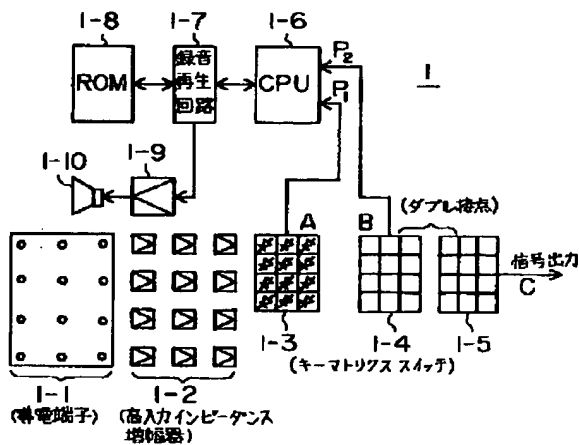 1-8
1-7
1-6
ROM
録音
再生
回路
CPU
P2
P1
1
1-10
1-9
A
B
(ダブル接点)
信号出力
C
1-3
1-4
1-5
(キーマトリクス スイッチ)
1-1
(導電端子)
1-2
(高入力インピーダンス
増幅器)